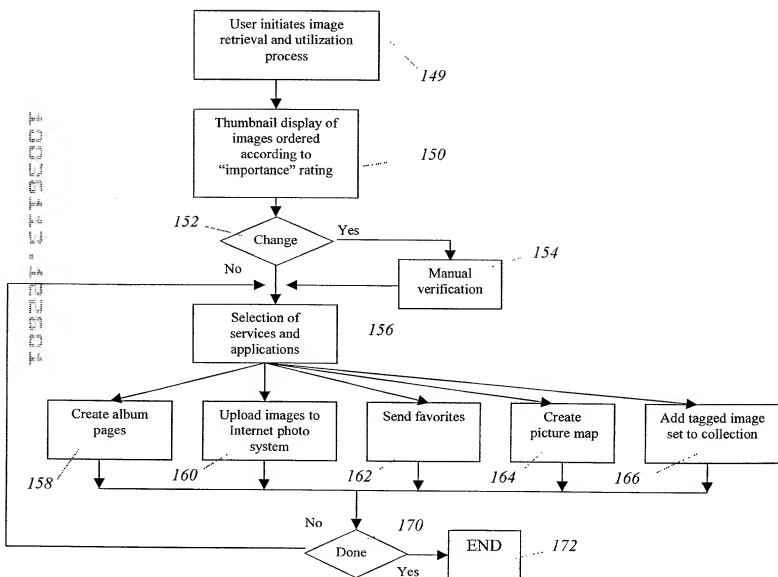 User initiates image
retrieval and utilization
process
149
Thumbnail display of
images ordered
according to
“importance” rating
150
152
Change
Yes
No
Manual
verification
154
Selection of
services and
applications
156
Create album
pages
158
Upload images to
Internet photo
system
160
Send favorites
162
Create
picture map
164
Add tagged image
set to collection
166
No
170
Done
Yes
END
172